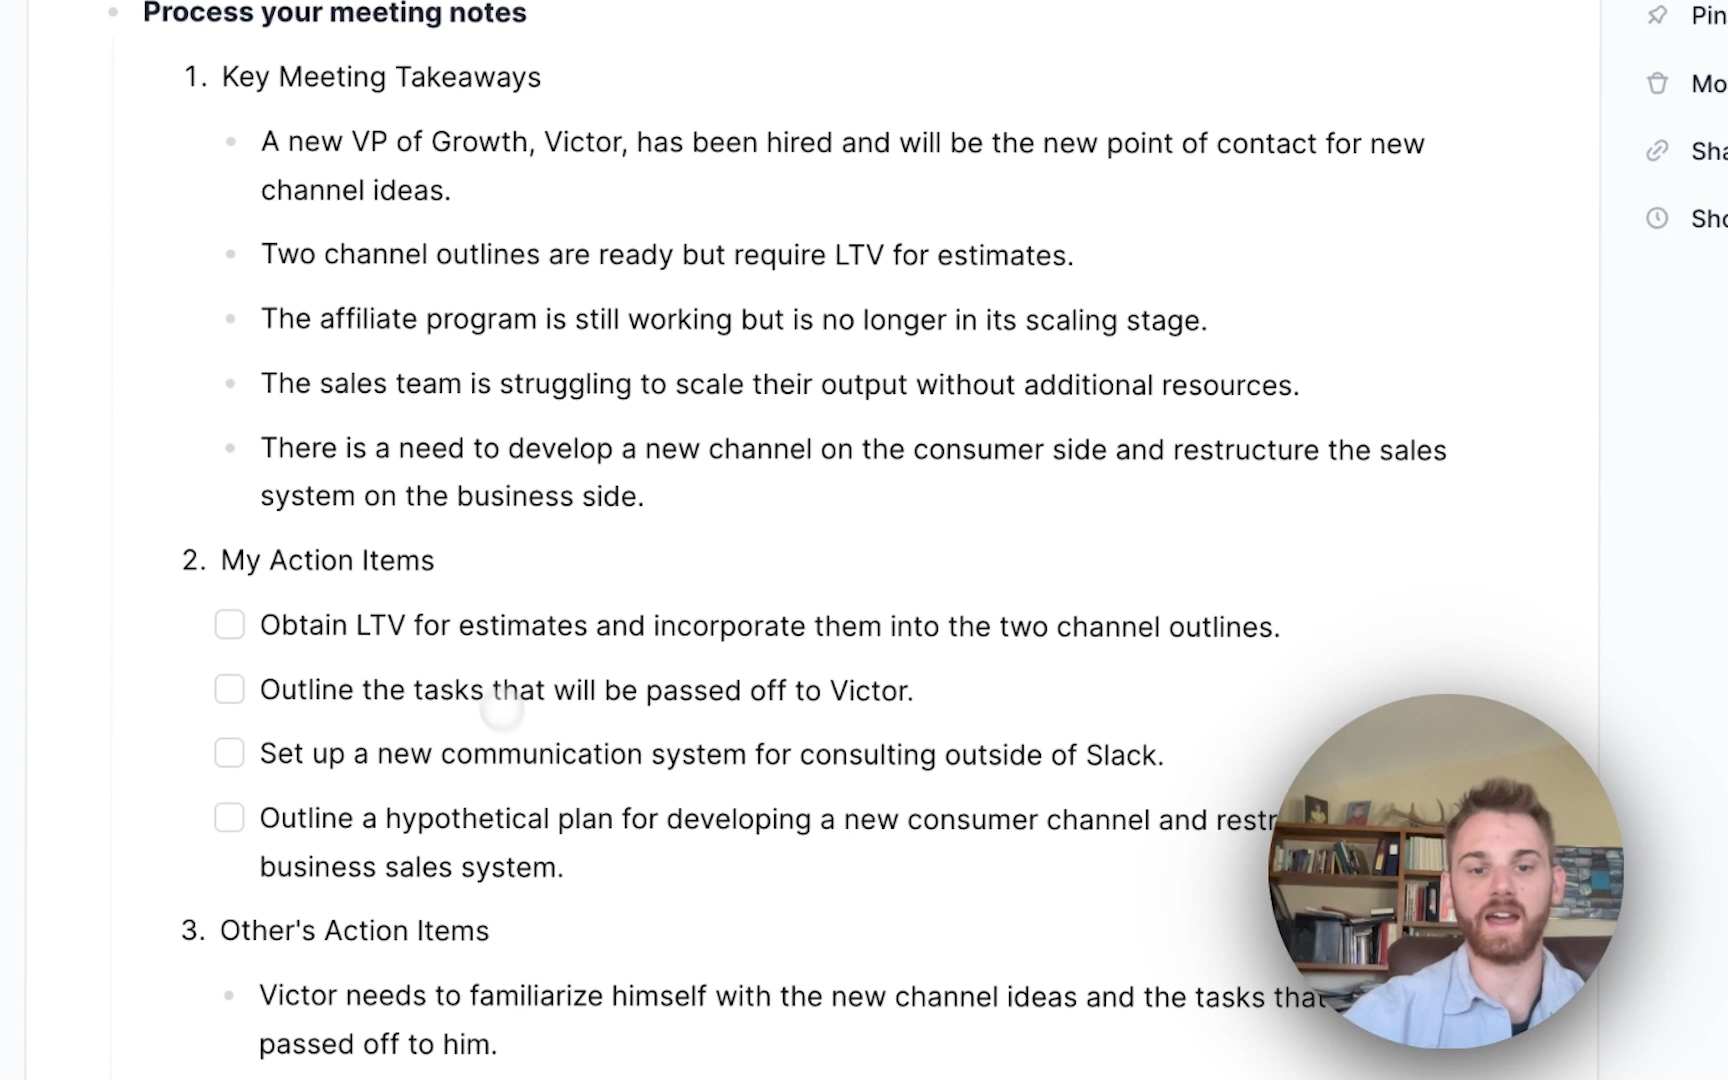 Process your meeting notes
Pin
1. Key Meeting Takeaways
Mo
A new VP of Growth, Victor, has been hired and will be the new point of contact for new
Sha
channel ideas.
Sho
Two channel outlines are ready but require LTV for estimates.
The affiliate program is still working but is no longer in its scaling stage.
The sales team is struggling to scale their output without additional resources.
There is a need to develop a new channel on the consumer side and restructure the sales
system on the business side.
2. My Action Items
Obtain LTV for estimates and incorporate them into the two channel outlines.
Outline the tasks that will be passed off to Victor.
Set up a new communication system for consulting outside of Slack.
Outline a hypothetical plan for developing a new consumer channel and restr
business sales system.
3. Other's Action Items
Victor needs to familiarize himself with the new channel ideas and the tasks that
passed off to him.